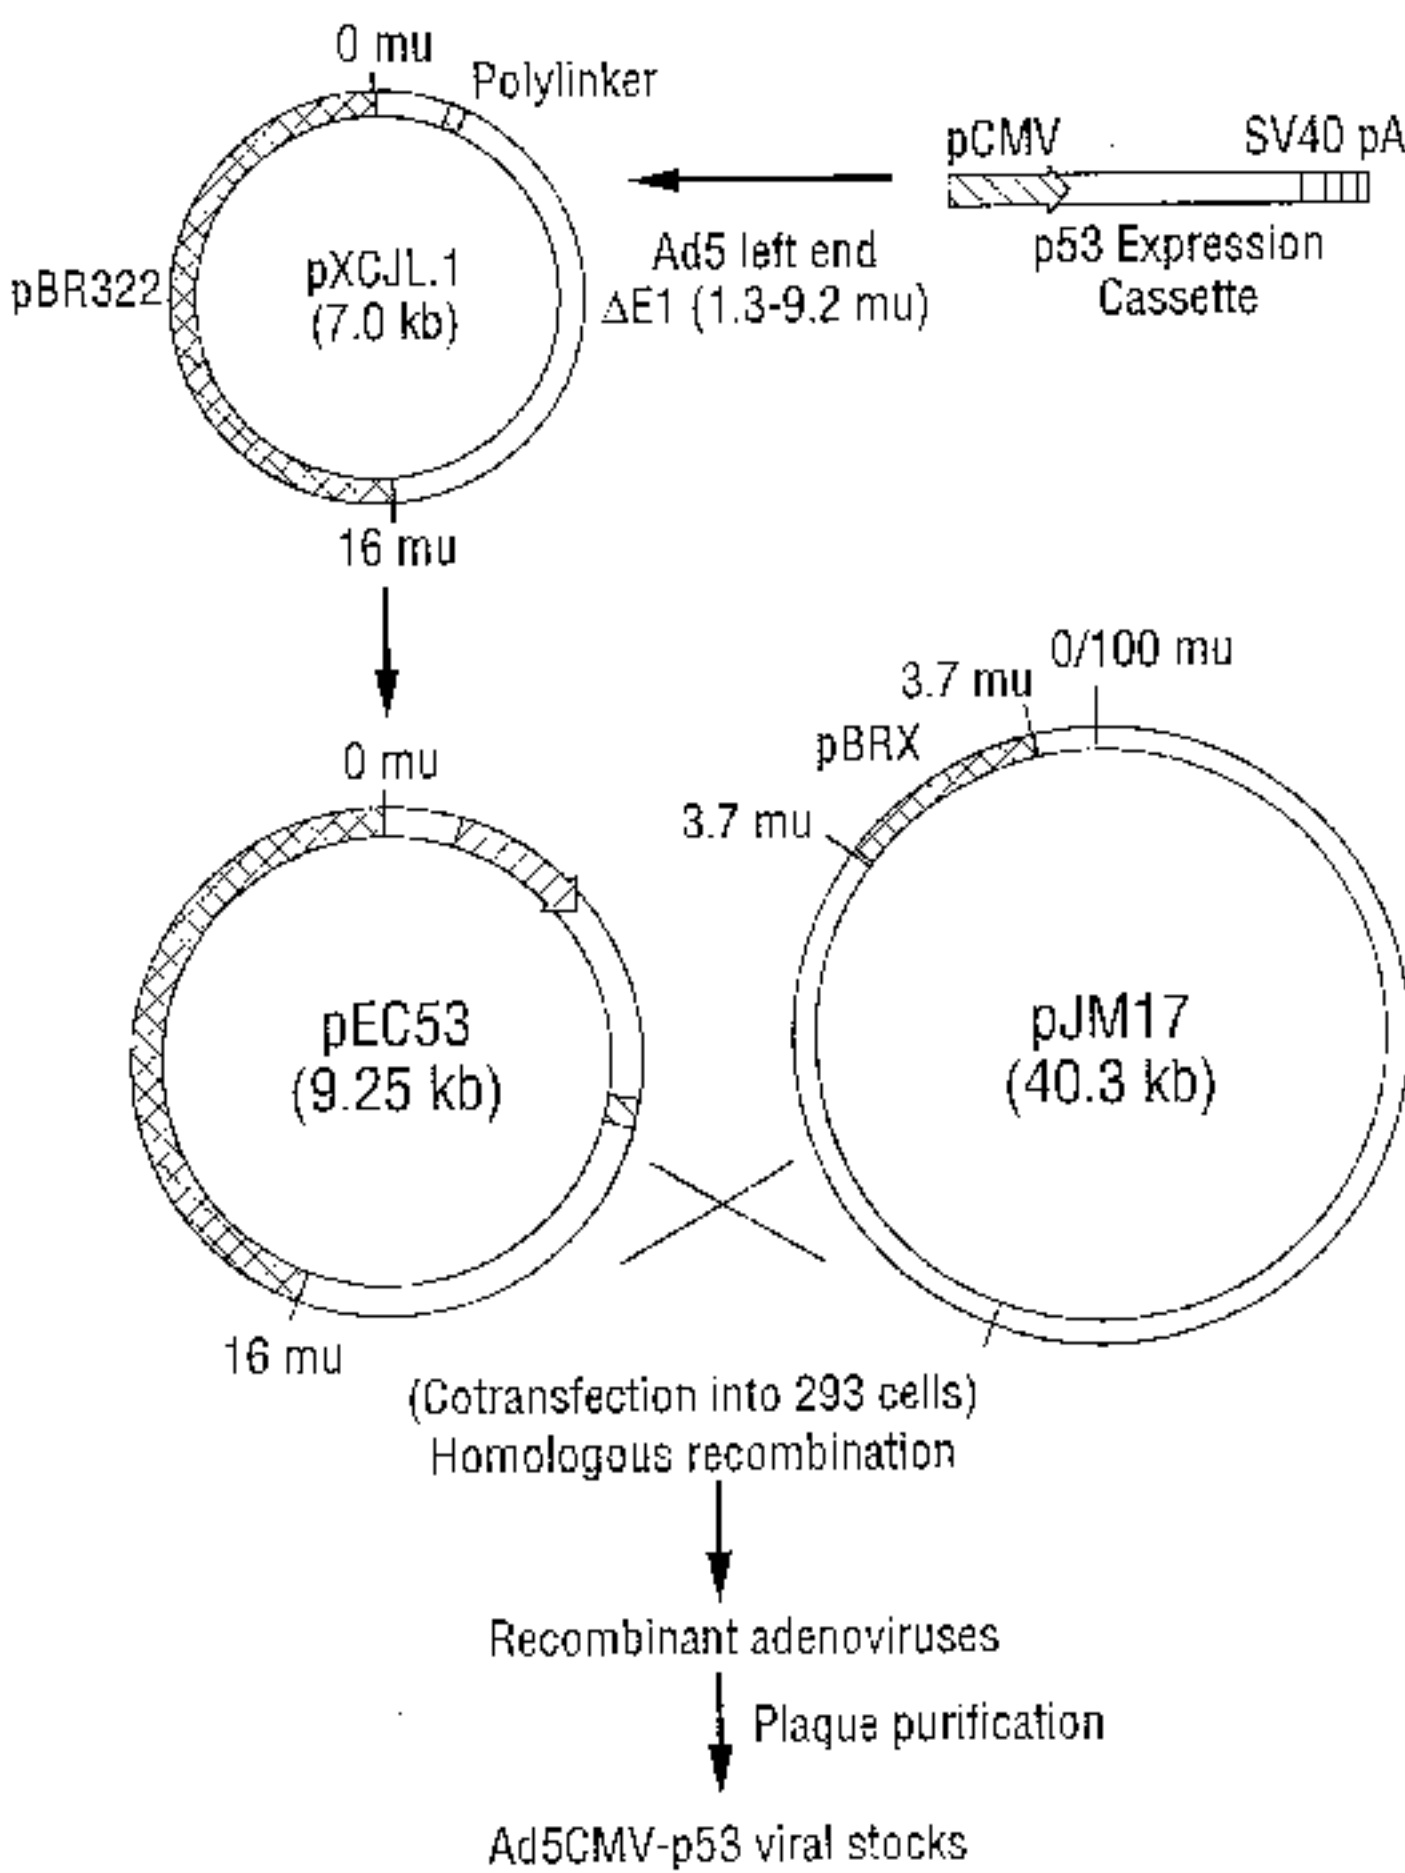 0 mu
Polylinker
pCMV
SV40 pA
pBR322
pXCJL.1
(7.0 kb)
Ad5 left end
ΔE1 (1.3-9.2 mu)
p53 Expression
Cassette
16 mu
0 mu
3.7 mu
0/100 mu
pBRX
3.7 mu
pEC53
(9.25 kb)
pJM17
(40.3 kb)
16 mu
(Cotransfection into 293 cells)
Homologous recombination
Recombinant adenoviruses
Plaque purification
Ad5CMV-p53 viral stocks